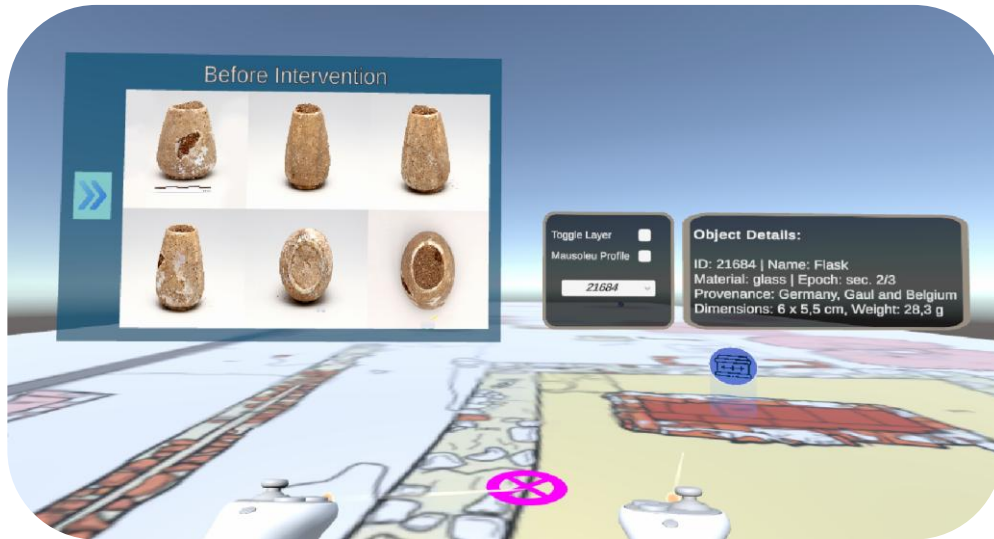 Before Intervention
Toggle Layer
Mausoleu Profile
21684
Object Details:
ID: 21684 | Name: Flask
Material: glass | Epoch: sec. 2/3
Provenance: Germany, Gaul and Belgium
Dimensions: 6 x 5,5 cm, Weight: 28,3 g